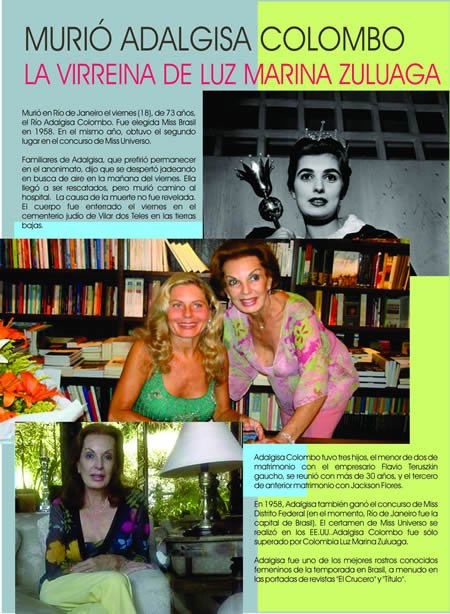 MURIÓ ADALGISA COLOMBO
LA VIRREINA DE LUZ MARINA ZULUAGA
Murió en Río de Janeiro el viernes (18), de 73 años,
el Río Adalgisa Colombo. Fue elegida Miss Brasil
en 1958. En el mismo año, obtuvo el segundo
lugar en el concurso de Miss Universo.
Familiares de Adalgisa, que prefirió permanecer
en el anonimato, dijo que se despertó jadeando
en busca de aire en la mañana del viernes. Ella
llegó a ser rescatados, pero murió camino al
hospital. La causa de la muerte no fue revelada.
El cuerpo fue enterrado el viernes en el
cementerio judío de Vilar dos Teles en las tierras
bajas.
Adalgisa Colombo tuvo tres hijos, el menor de dos de
matrimonio con el empresario Flavio Teruszkin
gaucho, se reunió con más de 30 años, y el tercero
de anterior matrimonio con Jackson Flores.
En 1958, Adalgisa también ganó el concurso de Miss
Distrito Federal (en el momento, Río de Janeiro fue la
capital de Brasil). El certamen de Miss Universo se
realizó en los EE.UU. Adalgisa Colombo fue sólo
superado por Colombia Luz Marina Zuluaga.
Adalgisa fue uno de los mejores rostros conocidos
femeninos de la temporada en Brasil, a menudo en
las portadas de revistas "El Crucero" y "Título".